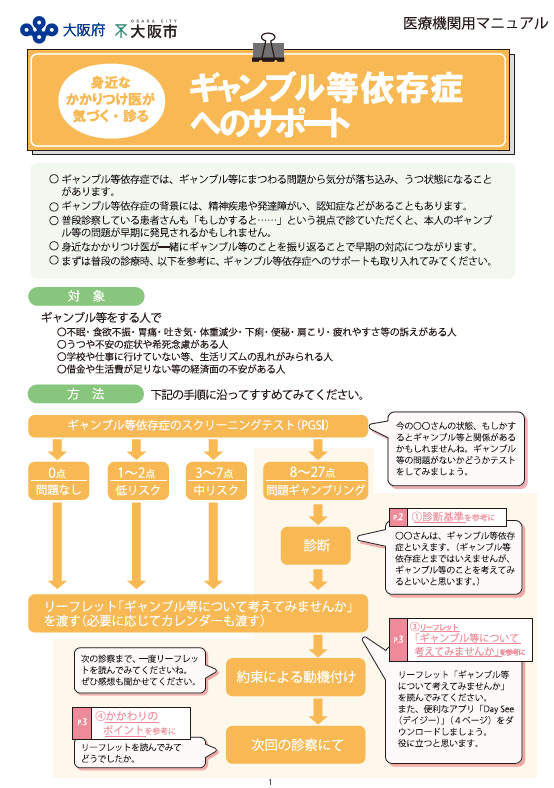 大阪府
OSAKA CITY
大阪市
医療機関用マニュアル
身近な
かかりつけ医が
気づく・診る
ギャンブル等依存症
へのサポート
○ ギャンブル等依存症では、ギャンブル等にまつわる問題から気分が落ち込み、うつ状態になること
があります。
○ ギャンブル等依存症の背景には、精神疾患や発達障がい、認知症などがあることもあります。
○ 普段診察している患者さんも「もしかすると……」という視点で診ていただくと、本人のギャンブ
ル等の問題が早期に発見されるかもしれません。
○ 身近なかかりつけ医が一緒にギャンブル等のことを振り返ることで早期の対応につながります。
○ まずは普段の診療時、以下を参考に、ギャンブル等依存症へのサポートも取り入れてみてください。
対 象
ギャンブル等をする人で
○不眠・食欲不振・胃痛・吐き気・体重減少・下痢・便秘・肩こり・疲れやすさ等の訴えがある人
○うつや不安の症状や希死念慮がある人
○学校や仕事に行けていない等、生活リズムの乱れがみられる人
○借金や生活費が足りない等の経済面の不安がある人
方 法
下記の手順に沿ってすすめてみてください。
ギャンブル等依存症のスクリーニングテスト（PGSI）
今の〇〇さんの状態、もしかす
るとギャンブル等と関係がある
かもしれませんね。ギャンブル
等の問題がないかどうかテスト
をしてみましょう。
0点
問題なし
1～2点
低リスク
3～7点
中リスク
8～27点
問題ギャンブリング
診断
P.2 ①診断基準を参考に
〇〇さんは、ギャンブル等依存
症といえます。（ギャンブル等
依存症とまではいえませんが、
ギャンブル等のことを考えてみ
るといいと思います。）
リーフレット「ギャンブル等について考えてみませんか」
を渡す（必要に応じてカレンダーも渡す）
P.3
③リーフレット
「ギャンブル等について
考えてみませんか」を参考に
リーフレット「ギャンブル等
について考えてみませんか」
を読んでみてください。
また、便利なアプリ「Day See
（デイジー）」（４ページ）をダ
ウンロードしましょう。
役に立つと思います。
次の診察まで、一度リーフレッ
トを読んでみてくださいね。
ぜひ感想も聞かせてください。
約束による動機付け
P.3
④かかわりの
ポイントを参考に
リーフレットを読んでみて
どうでしたか。
次回の診察にて
1